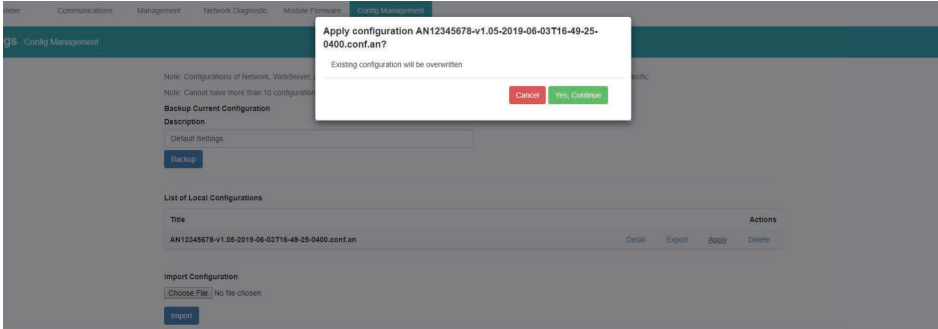 Meter Communications Management Network Diagnostic Module Firmware Config Management
gs Config Management
Apply configuration AN12345678-v1.05-2019-06-03T16-49-25-
0400.conf.an?
Existing configuration will be overwritten
Cancel Yes, Continue
Note: Configurations of Network, WebServer, ecific
Note: Cannot have more than 10 configuration
Backup Current Configuration
Description
Default Settings
Backup
List of Local Configurations
Title Actions
AN12345678-v1.05-2019-06-03T16-49-25-0400.conf.an Detail Export Apply Delete
Import Configuration
Choose File No file chosen
Import